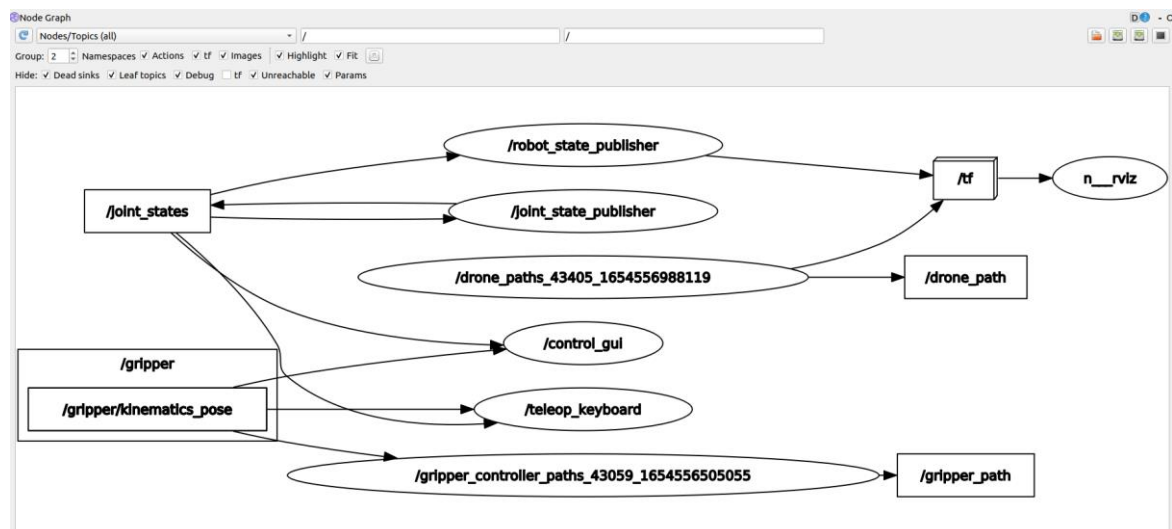 Node Graph
D
Nodes/Topics (all)
/
/
Group: 2 Namespaces Actions tf Images Highlight Fit
Hide: Dead sinks Leaf topics Debug tf Unreachable Params
/robot_state_publisher
/tf
n__rviz
/joint_states
/joint_state_publisher
/drone_paths_43405_1654556988119
/drone_path
/control_gui
/gripper
/gripper/kinematics_pose
/teleop_keyboard
/gripper_controller_paths_43059_1654556505055
/gripper_path